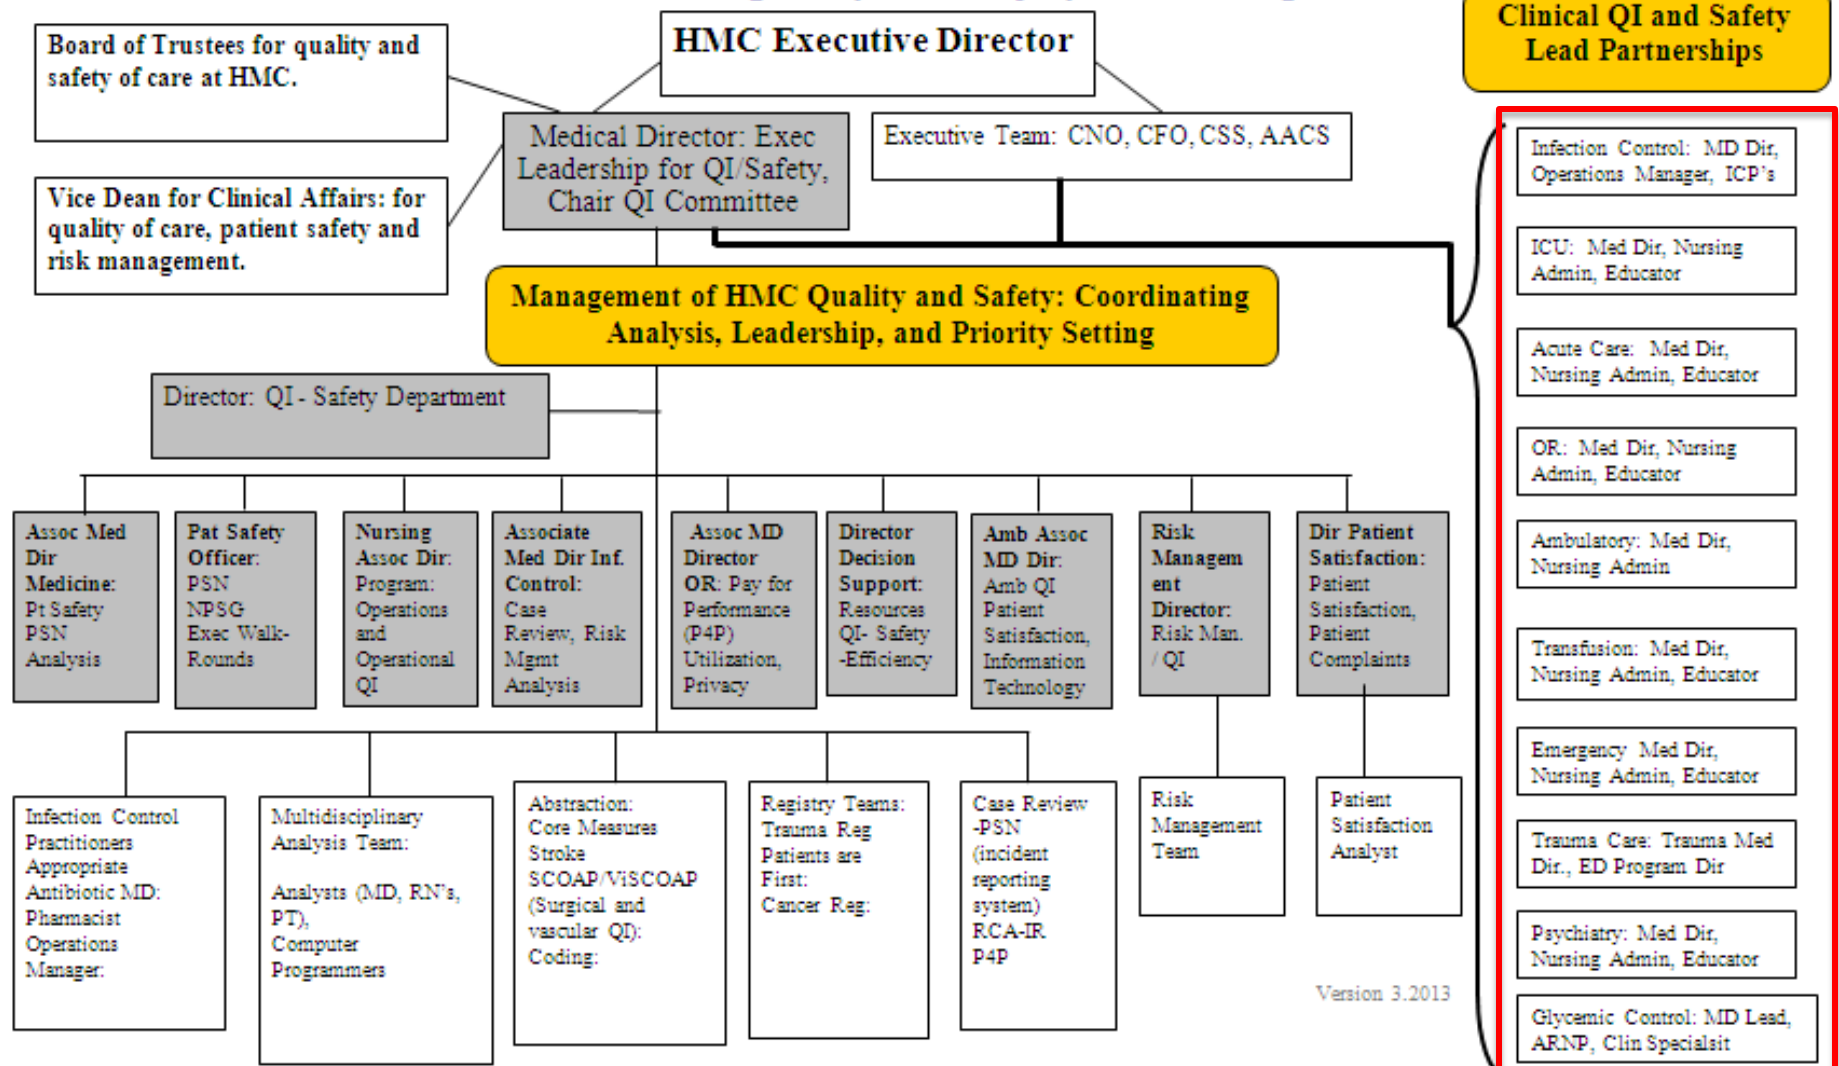 Board of Trustees for quality and
safety of care at HMC.
HMC Executive Director
Clinical QI and Safety
Lead Partnerships
Medical Director: Exec
Leadership for QI/Safety,
Chair QI Committee
Executive Team: CNO, CFO, CSS, AACS
Vice Dean for Clinical Affairs: for
quality of care, patient safety and
risk management.
Management of HMC Quality and Safety: Coordinating
Analysis, Leadership, and Priority Setting
Director: QI - Safety Department
Assoc Med
Dir
Medicine:
Pt Safety
PSN
Analysis
Pat Safety
Officer:
PSN
NPSG
Exec Walk-
Rounds
Nursing
Assoc Dir:
Program:
Operations
and
Operational
QI
Associate
Med Dir Inf.
Control:
Case
Review, Risk
Mgmt
Analysis
Assoc MD
Director
OR: Pay for
Performance
(P4P)
Utilization,
Privacy
Director
Decision
Support:
Resources
QI- Safety
-Efficiency
Amb Assoc
MD Dir:
Amb QI
Patient
Satisfaction,
Information
Technology
Risk
Managem
ent
Director:
Risk Man.
/ QI
Dir Patient
Satisfaction:
Patient
Satisfaction,
Patient
Complaints
Infection Control
Practitioners
Appropriate
Antibiotic MD:
Pharmacist
Operations
Manager:
Multidisciplinary
Analysis Team:
Analysts (MD, RN's,
PT),
Computer
Programmers
Abstraction:
Core Measures
Stroke
SCOAP/ViSCOAP
(Surgical and
vascular QI):
Coding:
Registry Teams:
Trauma Reg
Patients are
First:
Cancer Reg:
Case Review
-PSN
(incident
reporting
system)
RCA-IR
P4P
Risk
Management
Team
Patient
Satisfaction
Analyst
Version 3.2013
Infection Control: MD Dir,
Operations Manager, ICP's
ICU: Med Dir, Nursing
Admin, Educator
Acute Care: Med Dir,
Nursing Admin, Educator
OR: Med Dir, Nursing
Admin, Educator
Ambulatory: Med Dir,
Nursing Admin
Transfusion: Med Dir,
Nursing Admin, Educator
Emergency Med Dir,
Nursing Admin, Educator
Trauma Care: Trauma Med
Dir., ED Program Dir
Psychiatry: Med Dir,
Nursing Admin, Educator
Glycemic Control: MD Lead,
ARNP, Clin Specialsit